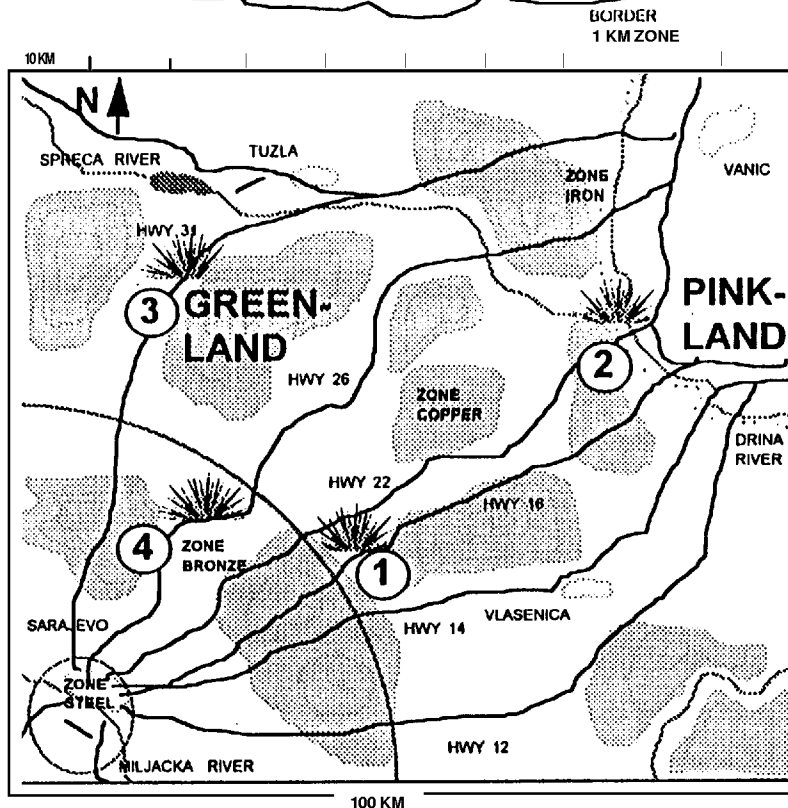 BORDER
1 KM ZONE
10 KM
N
SPRECA RIVER
TUZLA
ZONE
IRON
VANIC
HWY 31
3
GREEN-
LAND
PINK-
LAND
2
HWY 26
ZONE
COPPER
DRINA
RIVER
HWY 22
HWY 16
4
ZONE
BRONZE
1
SARAJEVO
VLASENICA
HWY 14
ZONE
STEEL
HWY 12
MILJACKA RIVER
100 KM